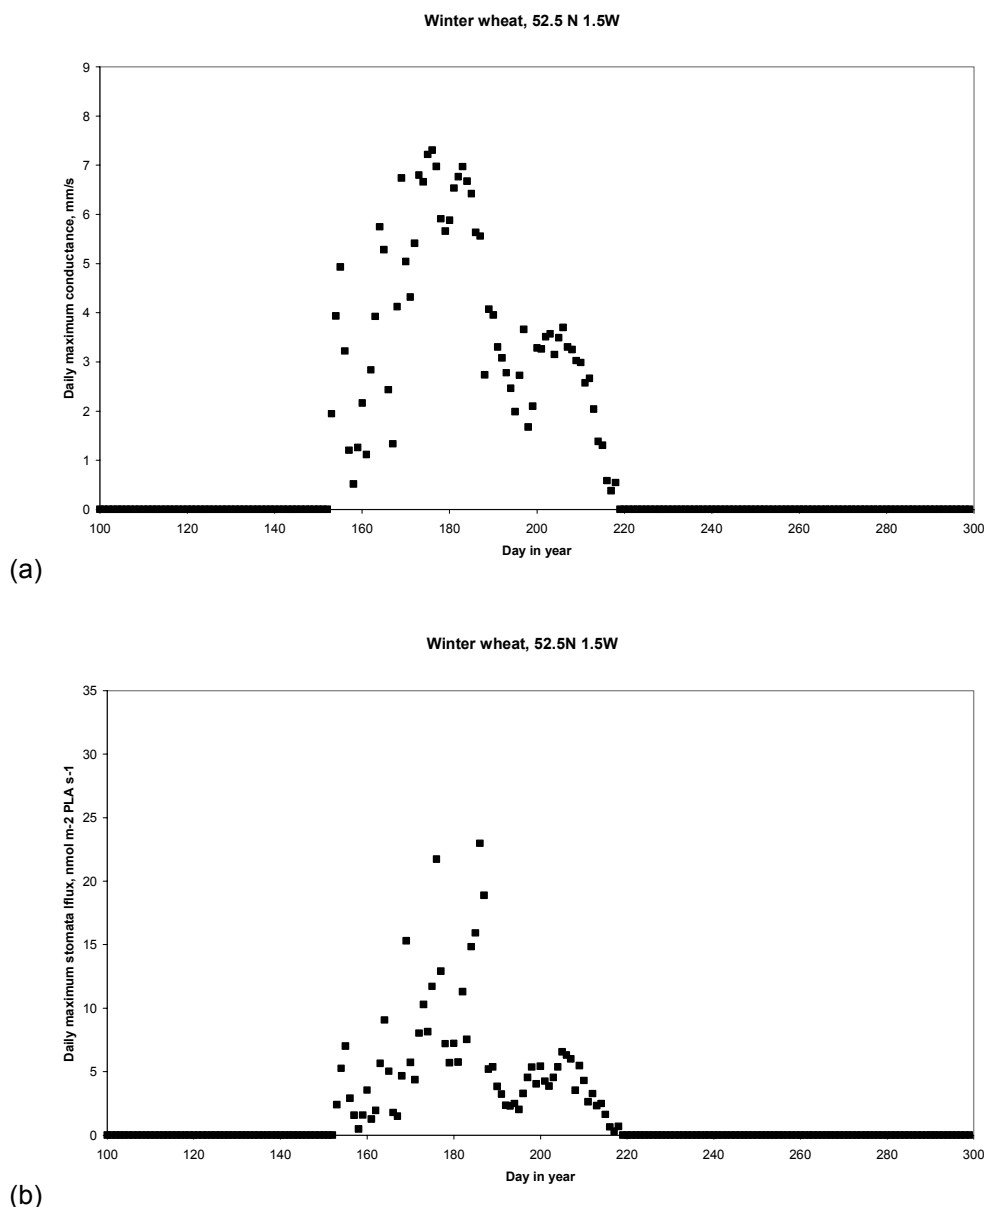 Winter wheat, 52.5 N 1.5W
9
8
7
6
5
4
3
2
1
0
Daily maximum conductance, mm/s
100 120 140 160 180 200 220 240 260 280 300
Day in year
(a)
Winter wheat, 52.5N 1.5W
35
30
25
20
15
10
5
0
Daily maximum stomata lflux, nmol m-2 PLA s-1
100 120 140 160 180 200 220 240 260 280 300
Day in year
(b)